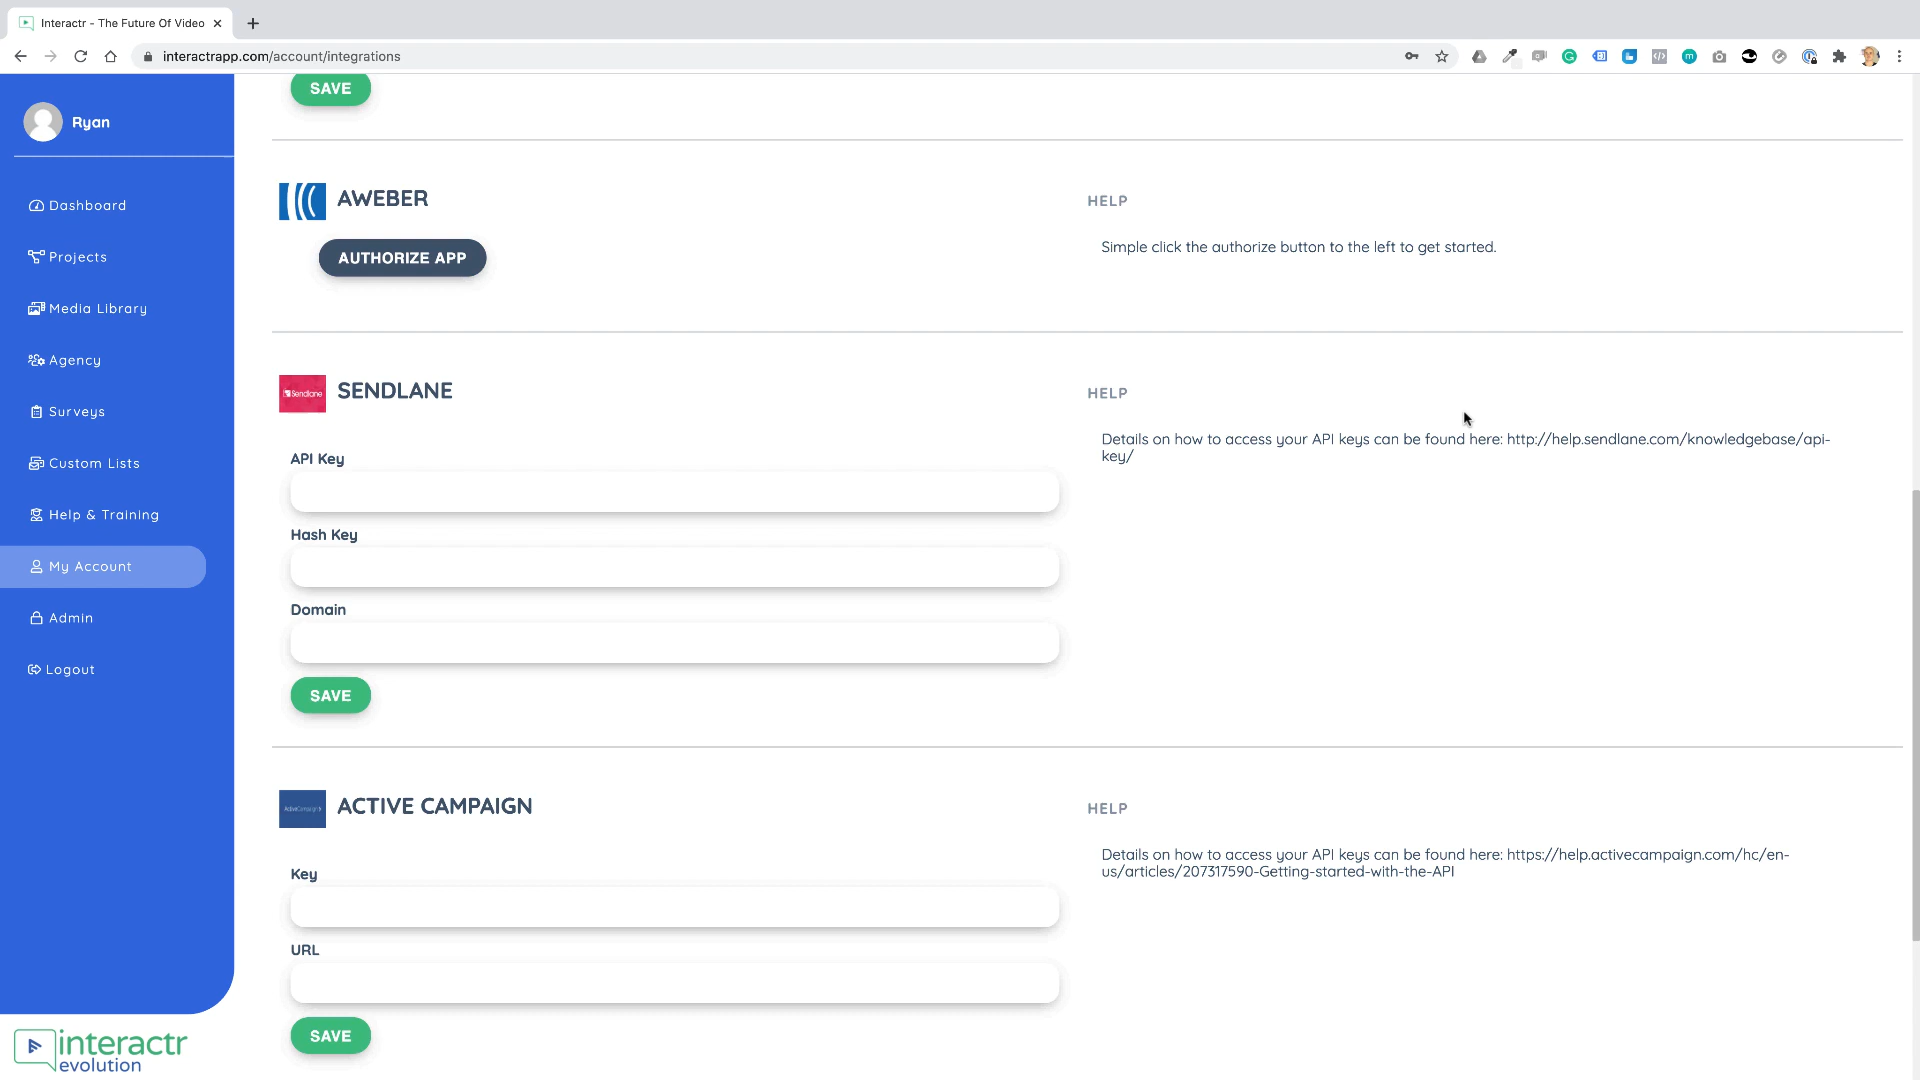 Interactr - The Future Of Video
interactrapp.com/account/integrations
Ryan
Dashboard
Projects
Media Library
Agency
Surveys
Custom Lists
Help & Training
My Account
Admin
Logout
interactr
evolution
SAVE
AWEBER
AUTHORIZE APP
HELP
Simple click the authorize button to the left to get started.
Sendlane
SENDLANE
API Key
Hash Key
Domain
SAVE
HELP
Details on how to access your API keys can be found here: http://help.sendlane.com/knowledgebase/api-
key/
ActiveCampaign >
ACTIVE CAMPAIGN
Key
URL
SAVE
HELP
Details on how to access your API keys can be found here: https://help.activecampaign.com/hc/en-
us/articles/207317590-Getting-started-with-the-API